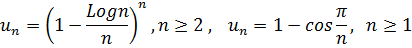 u_n = (1 - Logn/n)^n , n ≥ 2 ,   u_n = 1 - cos π/n ,  n ≥ 1